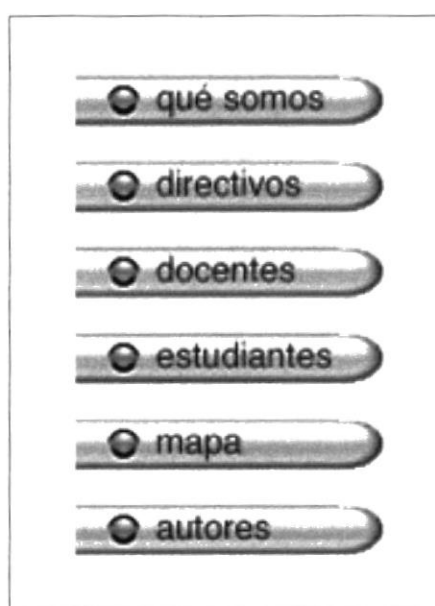 qué somos
directivos
docentes
estudiantes
mapa
autores